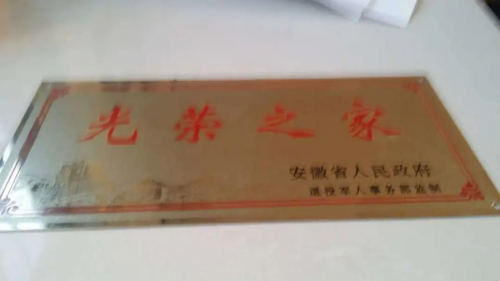 光荣之家
安徽省人民政府
退役军人事务部监制